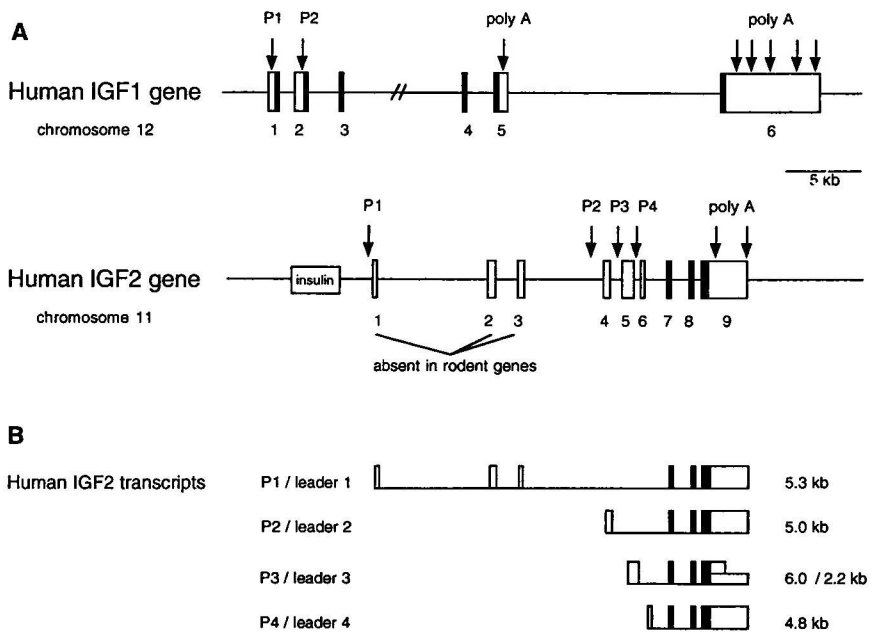 A
P1 P2 poly A poly A
Human IGF1 gene
chromosome 12
1 2 3 4 5 6
5 kb
P1 P2 P3 P4 poly A
Human IGF2 gene
insulin
chromosome 11
1 2 3 4 5 6 7 8 9
absent in rodent genes
B
Human IGF2 transcripts
P1 / leader 1 5.3 kb
P2 / leader 2 5.0 kb
P3 / leader 3 6.0 / 2.2 kb
P4 / leader 4 4.8 kb